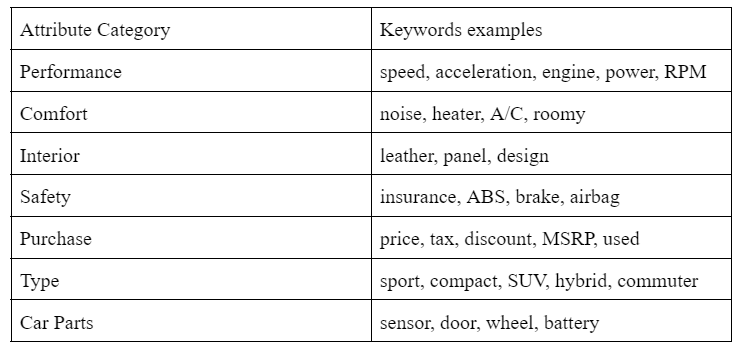 Attribute Category Keywords examples
Performance speed, acceleration, engine, power, RPM
Comfort noise, heater, A/C, roomy
Interior leather, panel, design
Safety insurance, ABS, brake, airbag
Purchase price, tax, discount, MSRP, used
Type sport, compact, SUV, hybrid, commuter
Car Parts sensor, door, wheel, battery